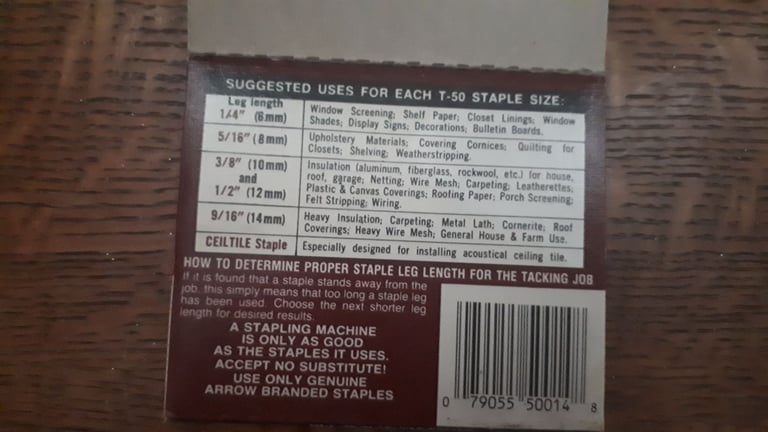 SUGGESTED USES FOR EACH T-50 STAPLE SIZE:
Leg length
1/4" (6mm)
Window Screening; Shelf Paper; Closet Linings; Window
Shades; Display Signs; Decorations; Bulletin Boards.
5/16" (8mm)
Upholstery Materials; Covering Cornices; Quilting for
Closets; Shelving; Weatherstripping.
3/8" (10mm)
and
1/2" (12mm)
Insulation (aluminum, fiberglass, rockwool, etc.) for house,
roof, garage; Netting; Wire Mesh; Carpeting; Leatherettes;
Plastic & Canvas Coverings; Roofing Paper; Porch Screening;
Felt Stripping; Wiring.
9/16" (14mm)
Heavy Insulation; Carpeting; Metal Lath; Cornerite; Roof
Coverings; Heavy Wire Mesh; General House & Farm Use.
CEILTILE Staple
Especially designed for installing acoustical ceiling tile.
HOW TO DETERMINE PROPER STAPLE LEG LENGTH FOR THE TACKING JOB
If it is found that a staple stands away from the
job, this simply means that too long a staple leg
has been used. Choose the next shorter leg
length for desired results.
A STAPLING MACHINE
IS ONLY AS GOOD
AS THE STAPLES IT USES.
ACCEPT NO SUBSTITUTE!
USE ONLY GENUINE
ARROW BRANDED STAPLES
0 79055 50014 8